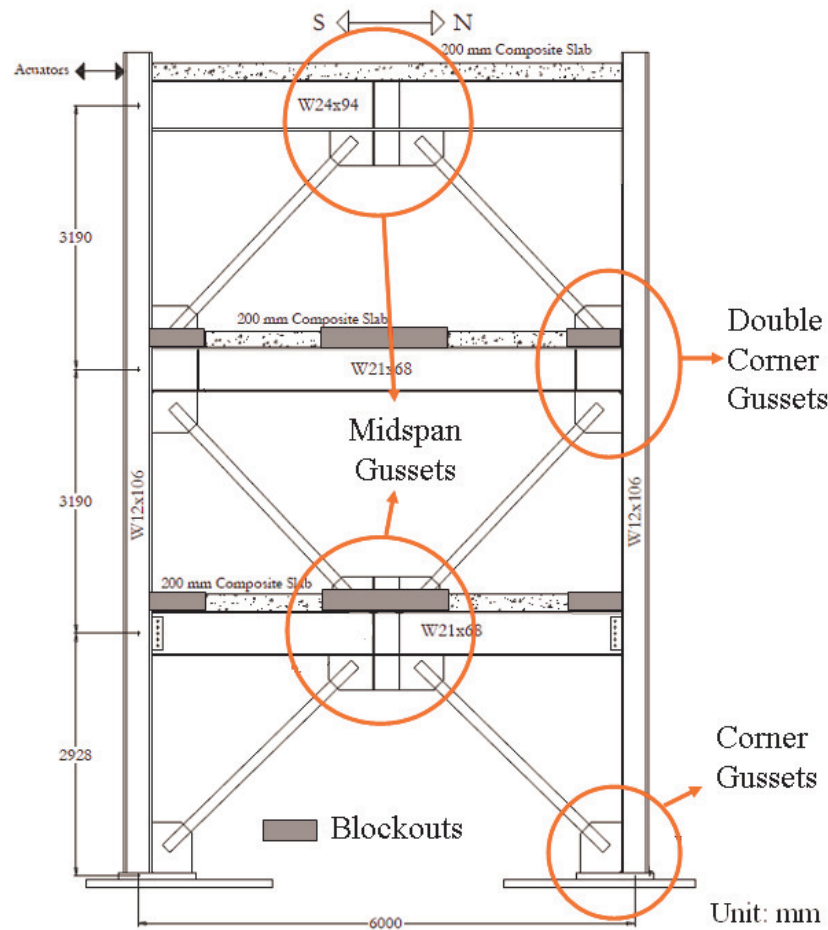 S N
200 mm Composite Slab
Actuators
W24x94
3190
200 mm Composite Slab
Double
Corner
Gussets
W21x68
Midspan
Gussets
W12x106
W12x106
3190
200 mm Composite Slab
W21x68
2928
Corner
Gussets
Blockouts
6000
Unit: mm